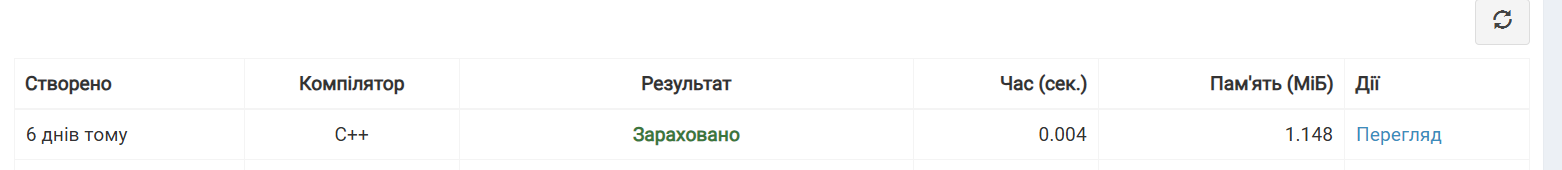 Створено Компілятор Результат Час (сек.) Пам'ять (МіБ) Дії
6 днів тому C++ Зараховано 0.004 1.148 Перегляд